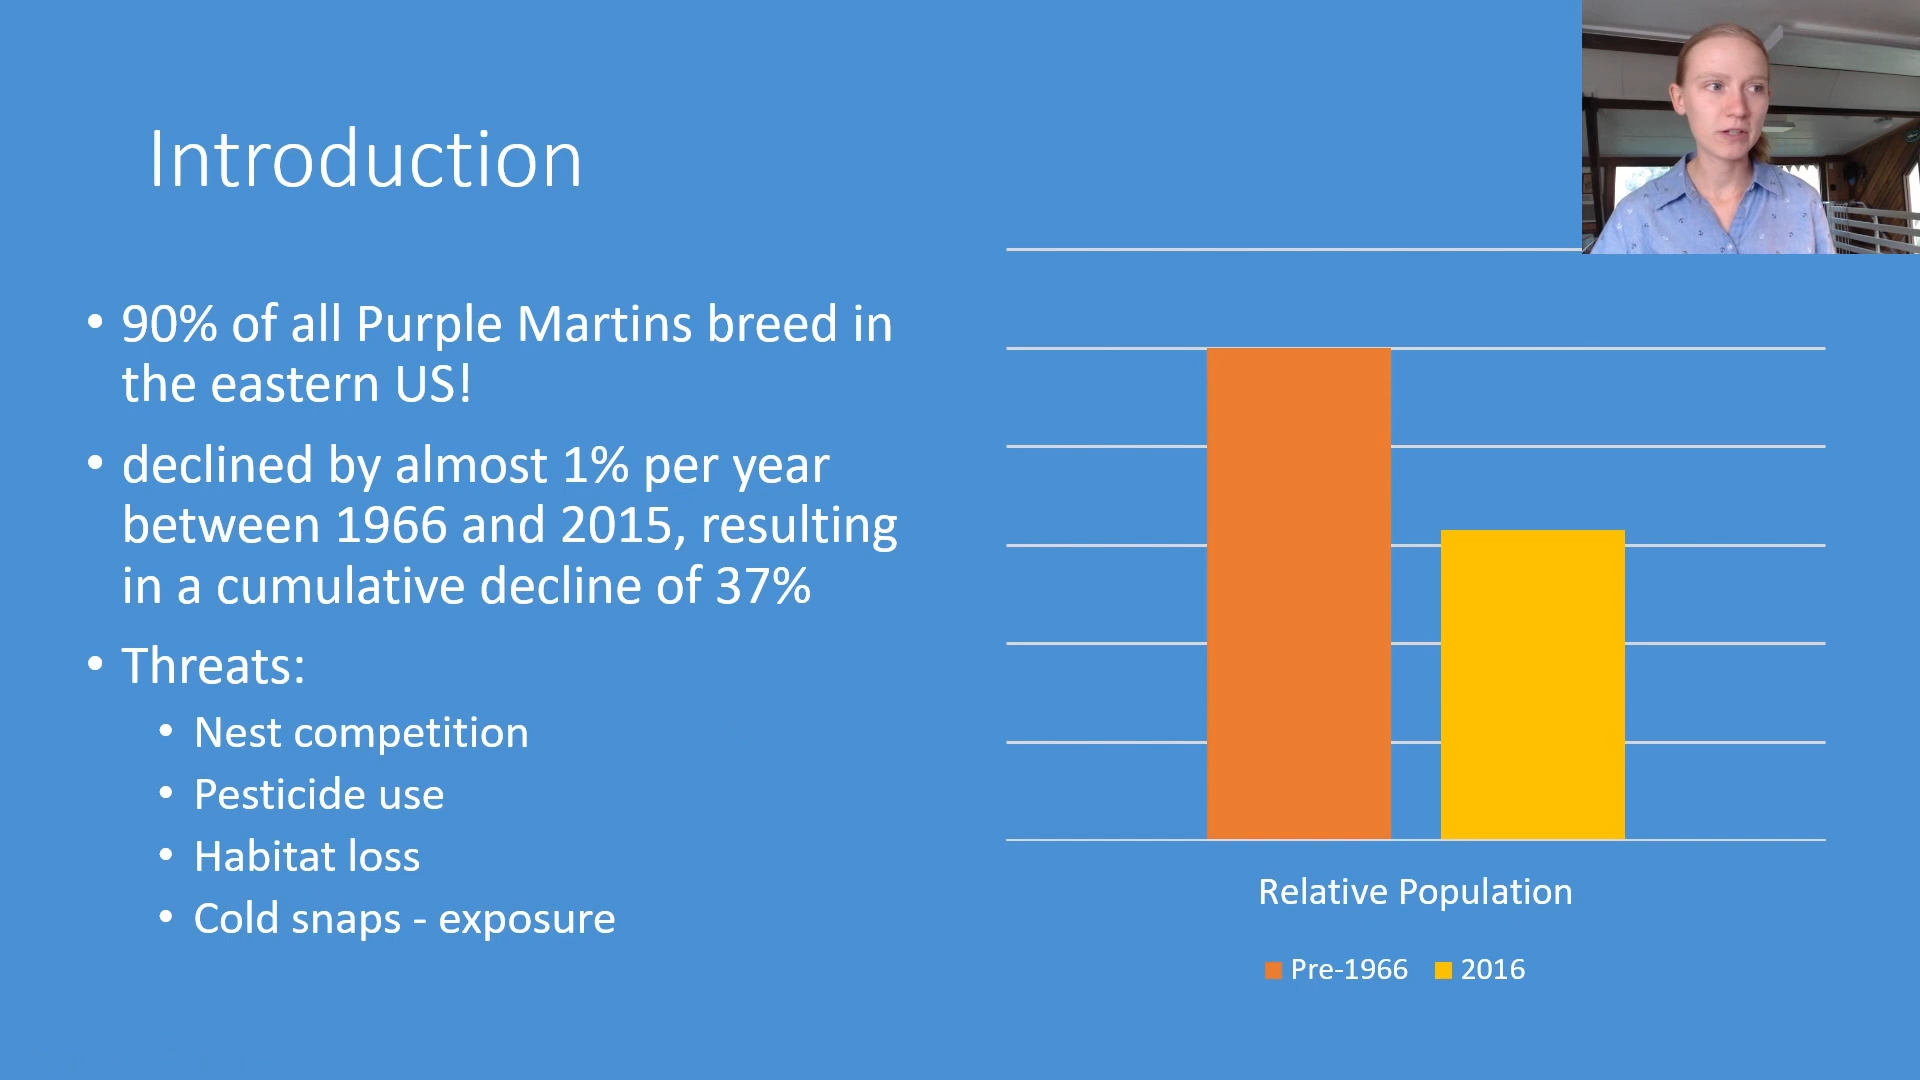 Introduction
• 90% of all Purple Martins breed in
the eastern US!
• declined by almost 1% per year
between 1966 and 2015, resulting
in a cumulative decline of 37%
• Threats:
• Nest competition
• Pesticide use
• Habitat loss
• Cold snaps - exposure
Relative Population
Pre-1966 2016